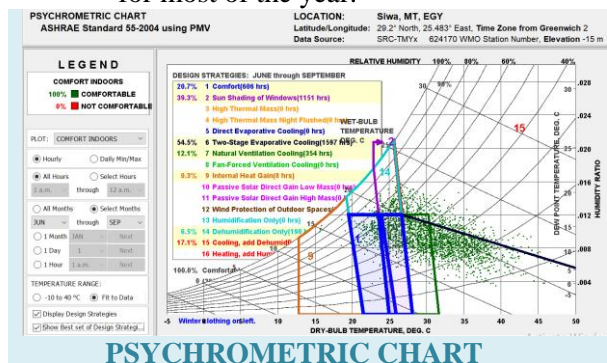 for most of the year.
PSYCHROMETRIC CHART
ASHRAE Standard 55-2004 using PMV
LOCATION: Siwa, MT, EGY
Latitude/Longitude: 29.2° North, 25.483° East, Time Zone from Greenwich 2
Data Source: SRC-TMYx 624170 WMO Station Number, Elevation -15 m
LEGEND
COMFORT INDOORS
100% COMFORTABLE
0% NOT COMFORTABLE
PLOT: COMFORT INDOORS
Hourly Daily Min/Max
All Hours Select Hours
1 a.m. through 12 a.m.
All Months Select Months
JUN through SEP
1 Month JAN Next
1 Day 1 Next
1 Hour 1 a.m. Next
TEMPERATURE RANGE:
-10 to 40 °C Fit to Data
Display Design Strategies
Show Best set of Design Strategi...
RELATIVE HUMIDITY 100% 80% 60% 40%
DESIGN STRATEGIES: JUNE through SEPTEMBER
20.7% 1 Comfort(606 hrs)
39.3% 2 Sun Shading of Windows(1151 hrs)
3 High Thermal Mass(0 hrs)
4 High Thermal Mass Night Flushed(0 hrs)
5 Direct Evaporative Cooling(0 hrs)
54.5% 6 Two-Stage Evaporative Cooling(1597 hrs)
12.1% 7 Natural Ventilation Cooling(354 hrs)
8 Fan-Forced Ventilation Cooling(0 hrs)
0.3% 9 Internal Heat Gain(8 hrs)
10 Passive Solar Direct Gain Low Mass(0 hrs)
11 Passive Solar Direct Gain High Mass(0
12 Wind Protection of Outdoor Spaces(
13 Humidification Only(0 hrs)
6.5% 14 Dehumidification Only(190
17.1% 15 Cooling, add Dehumid
16 Heating, add Hum
100.0% Comfortab
WET-BULB
TEMPERATURE
DEG. C
30 90%
30
25
20
15
10
5
0
-5
.028
.024
.020
.016
.012
.008
.004
DEW POINT TEMPERATURE, DEG. C
HUMIDITY RATIO
15
2
14
9
1
Winter clothing on left.
-5 0 5 10 15 20 25 30 35 40 45 50
DRY-BULB TEMPERATURE, DEG. C
PSYCHROMETRIC CHART